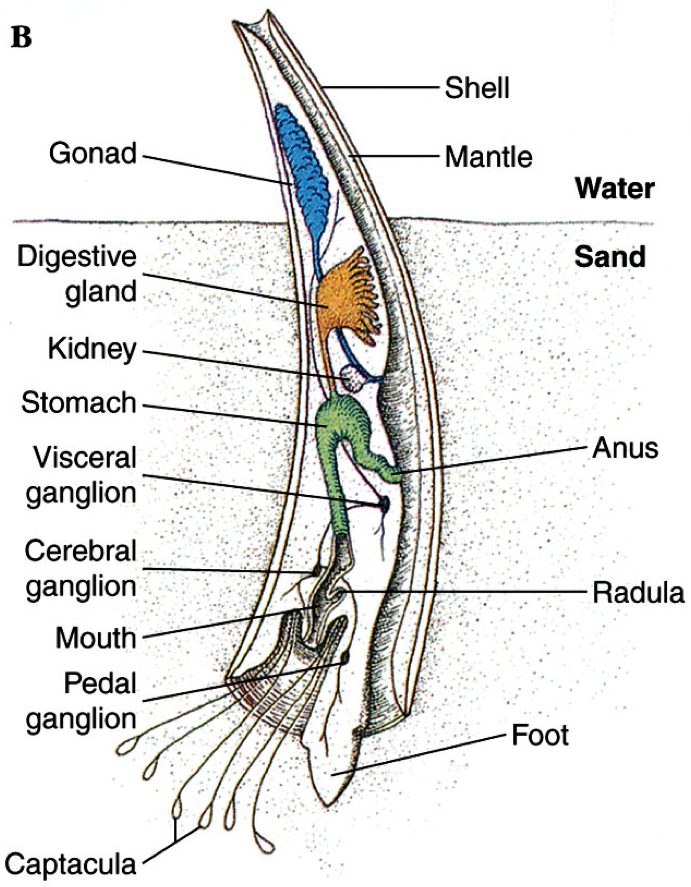 B
Shell
Gonad
Mantle
Water
Digestive
gland
Sand
Kidney
Stomach
Visceral
ganglion
Anus
Cerebral
ganglion
Radula
Mouth
Pedal
ganglion
Foot
Captacula